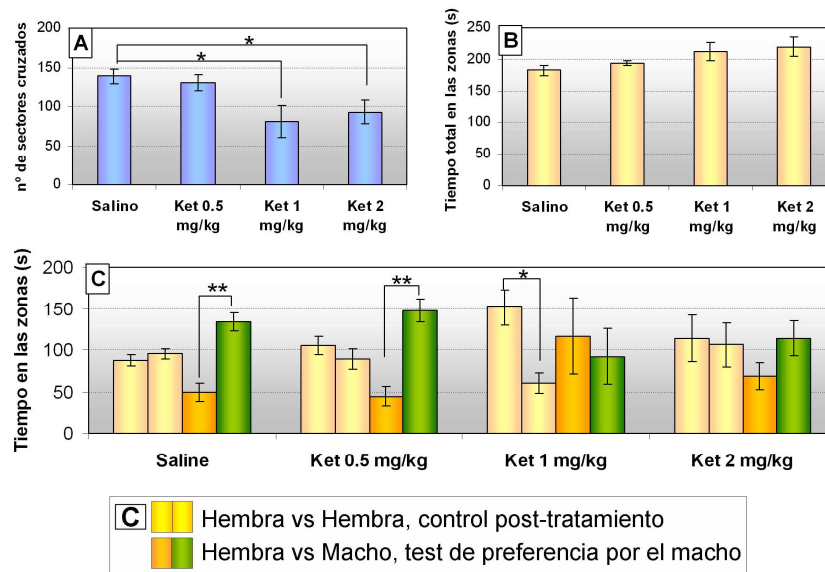 A
nº de sectores cruzados
200
150
100
50
0
*
*
Salino
Ket 0.5 mg/kg
Ket 1 mg/kg
Ket 2 mg/kg
B
Tiempo total en las zonas (s)
250
200
150
100
50
0
Salino
Ket 0.5 mg/kg
Ket 1 mg/kg
Ket 2 mg/kg
C
Tiempo en las zonas (s)
200
150
100
50
0
**
**
*
Saline
Ket 0.5 mg/kg
Ket 1 mg/kg
Ket 2 mg/kg
C
Hembra vs Hembra, control post-tratamiento
Hembra vs Macho, test de preferencia por el macho